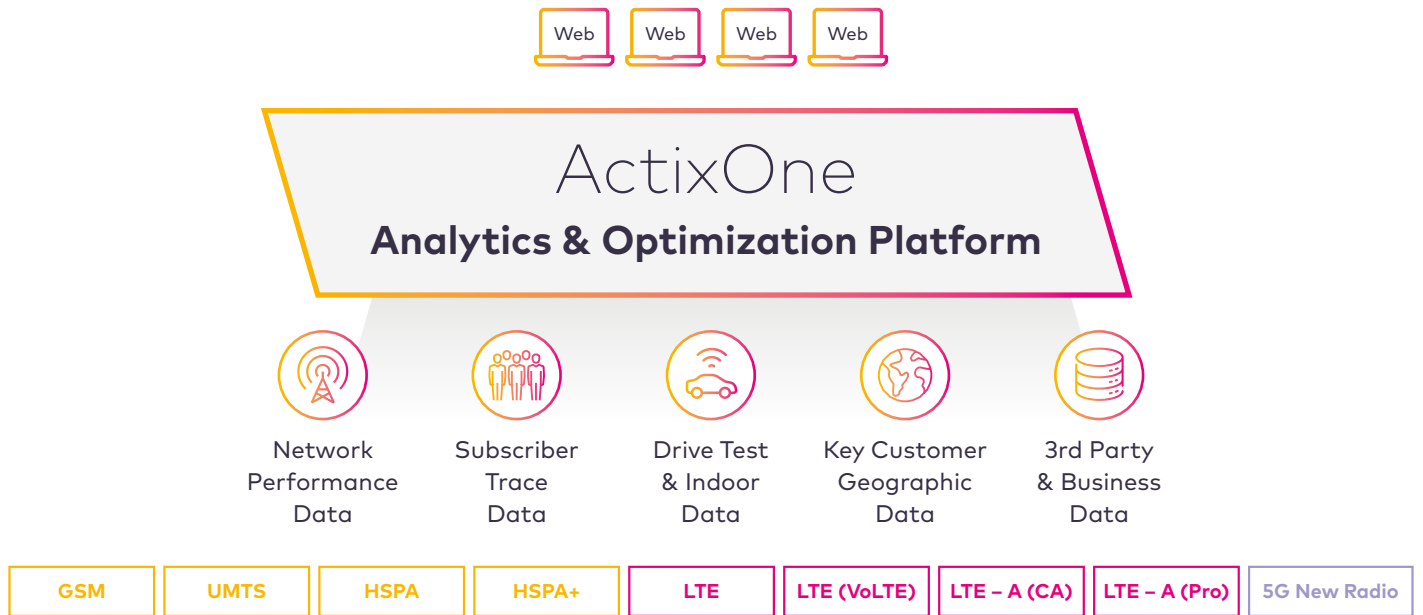 Web Web Web Web
ActixOne
Analytics & Optimization Platform
Network
Performance
Data
Subscriber
Trace
Data
Drive Test
& Indoor
Data
Key Customer
Geographic
Data
3rd Party
& Business
Data
GSM UMTS HSPA HSPA+ LTE LTE (VoLTE) LTE – A (CA) LTE – A (Pro) 5G New Radio